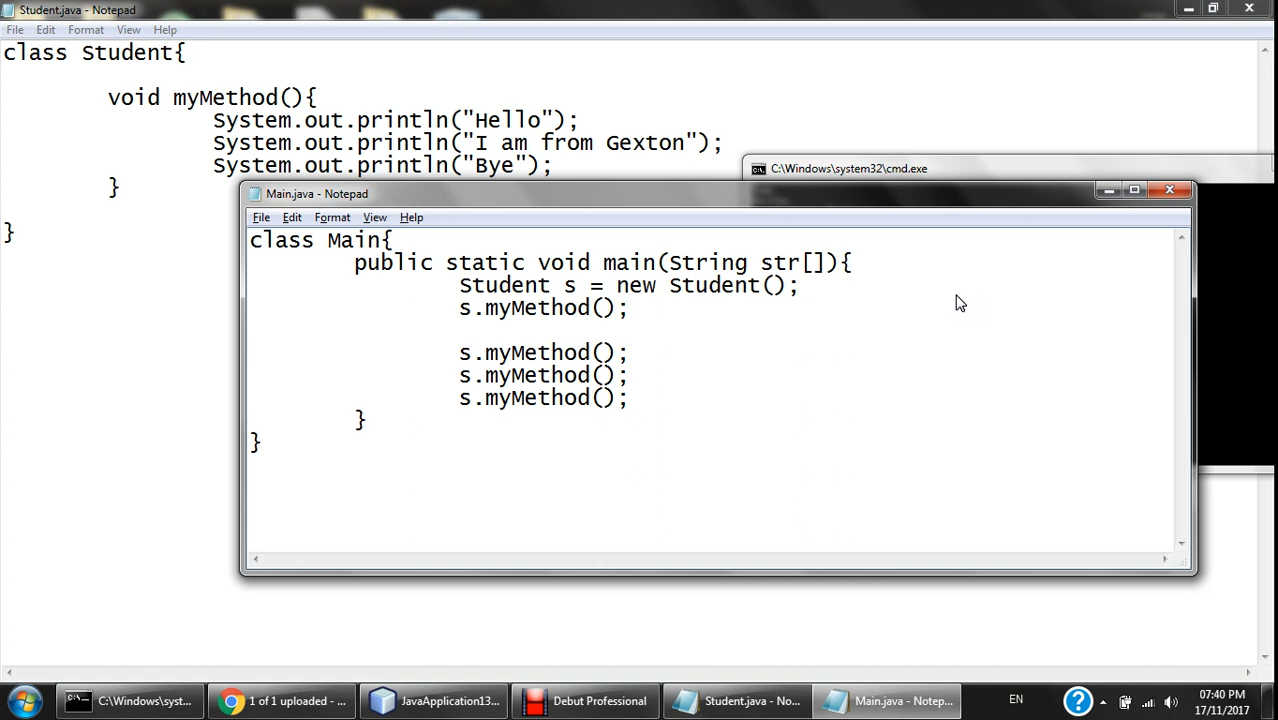 Student.java - Notepad
File Edit Format View Help
class Student{
void myMethod(){
System.out.println("Hello");
System.out.println("I am from Gexton");
System.out.println("Bye");
}
}
C:\Windows\system32\cmd.exe
Main.java - Notepad
File Edit Format View Help
class Main{
public static void main(String str[]){
Student s = new Student();
s.myMethod();
s.myMethod();
s.myMethod();
s.myMethod();
}
}
C:\Windows\syst... 1 of 1 uploaded - ... JavaApplication13... Debut Professional Student.java - No... Main.java - Notep... EN 07:40 PM
17/11/2017